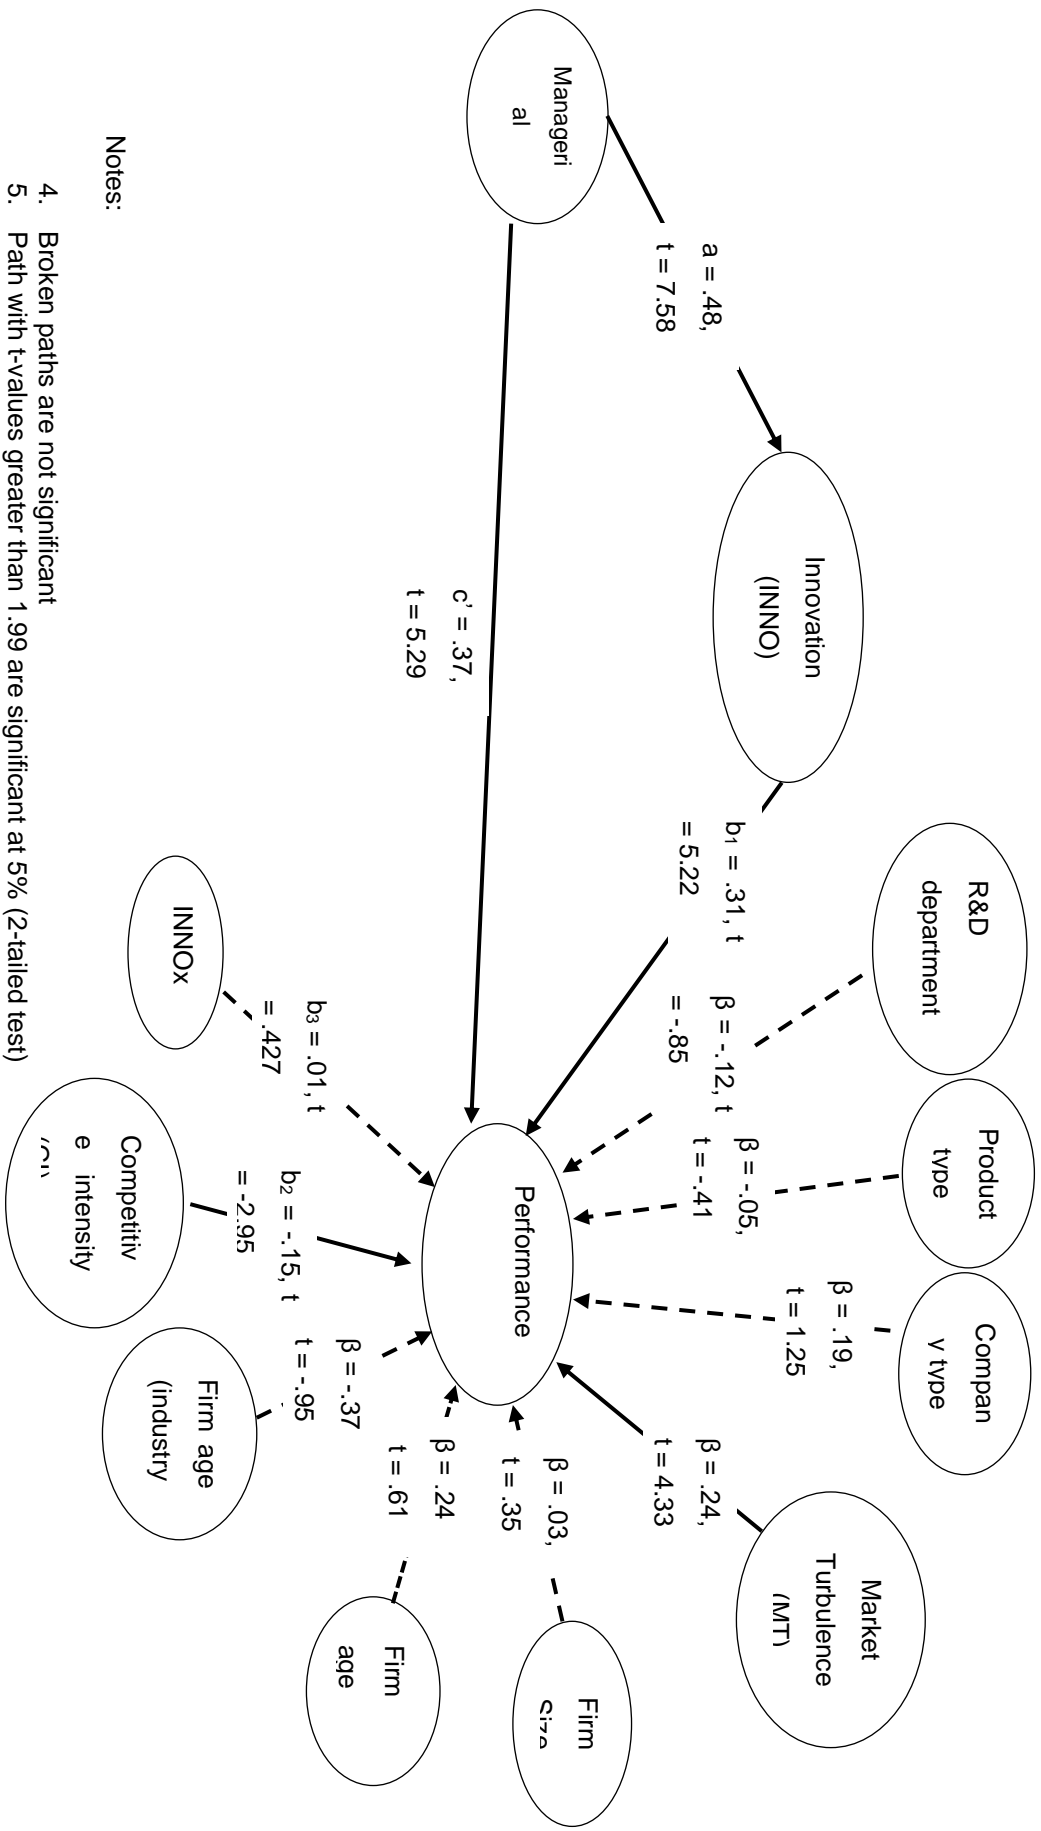 R&D
department
Product
type
Compan
y type
Market
Turbulence
(MT)
Innovation
(INNO)
a = .48,
t = 7.58
b₁ = .31, t
= 5.22
β = -.12, t
= -.85
β = -.05,
t = -.41
β = .19,
t = 1.25
β = .24,
t = 4.33
Manageri
al
Performance
Firm
Size
β = .03,
t = .35
c’ = .37,
t = 5.29
β = .24
t = .61
Firm
age
b₃ = .01, t
= .427
b₂ = -.15, t
= -2.95
β = -.37
t = -.95
INNOx
Competitiv
e intensity
(CI)
Firm age
(industry
Notes:
4. Broken paths are not significant
5. Path with t-values greater than 1.99 are significant at 5% (2-tailed test)